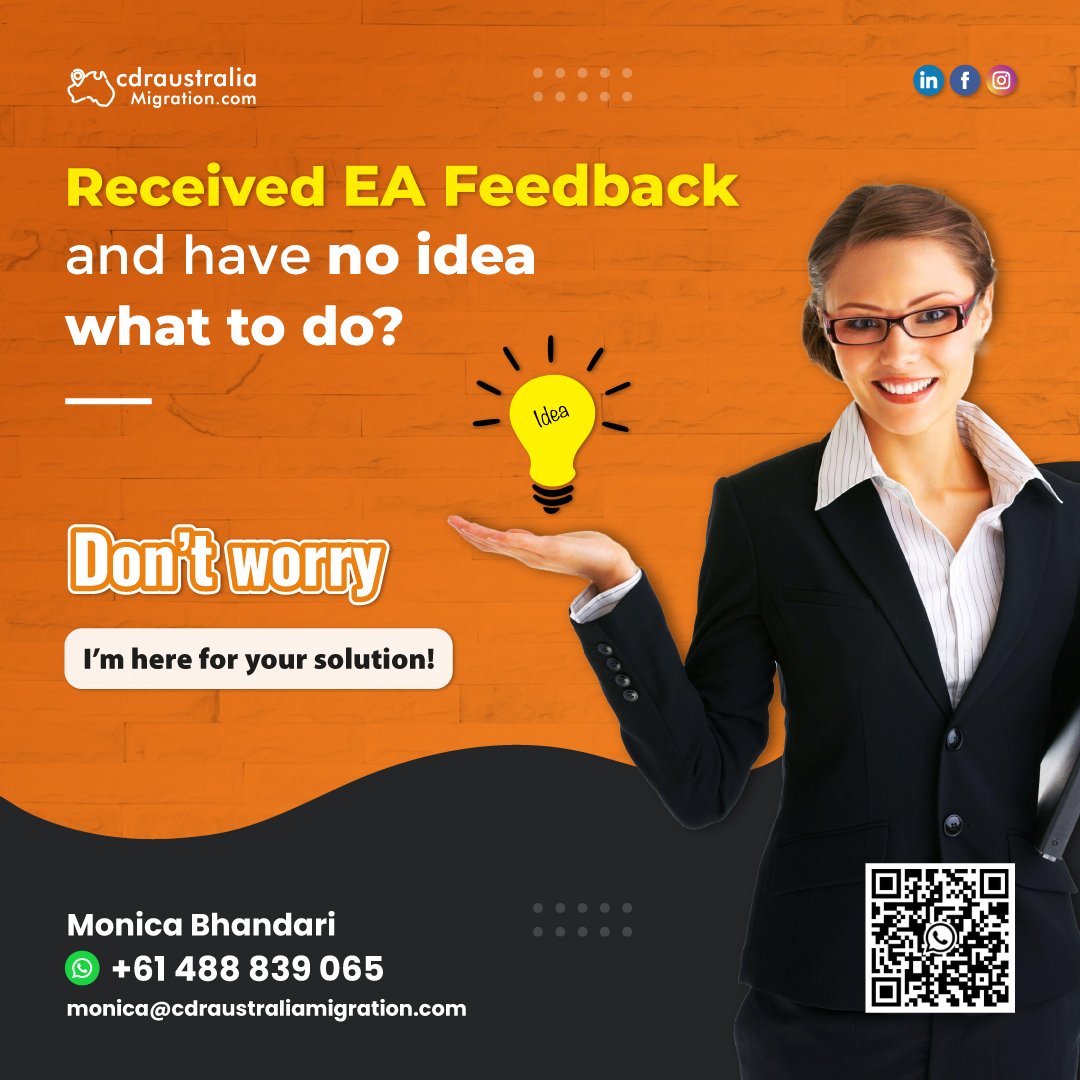 cdraustralia
Migration.com
in f
Received EA Feedback
and have no idea
what to do?
Idea
Don't worry
I'm here for your solution!
Monica Bhandari
+61 488 839 065
monica@cdraustraliamigration.com